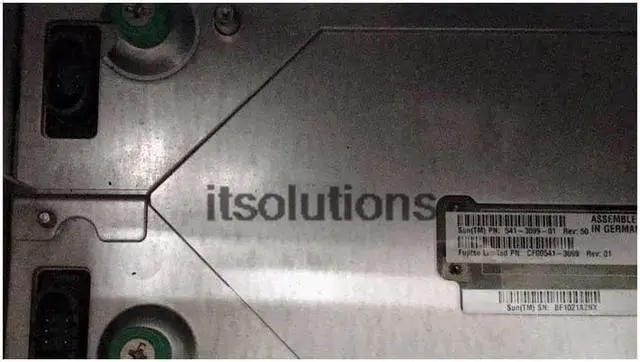 itsolutions
ASSEMBLE
IN GERMAN
Sun(TM) PN: 541-3099-01 Rev: 50
Fujitsu Limited PN: CF00541-3099 Rev: 01
Sun(TM) SN: BF1021AZNX